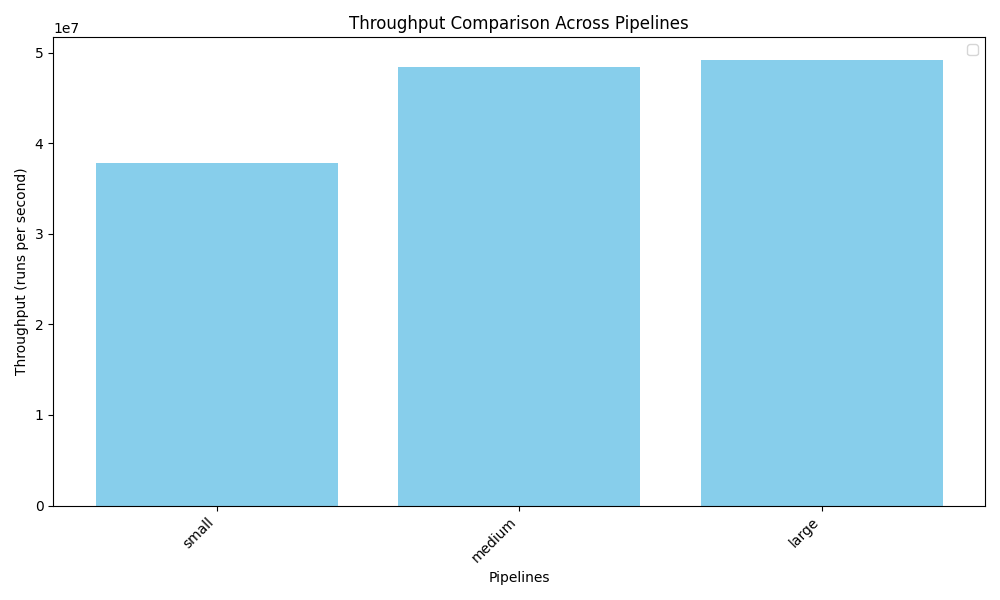 Throughput Comparison Across Pipelines
1e7
5
4
3
2
1
0
Throughput (runs per second)
small
medium
large
Pipelines